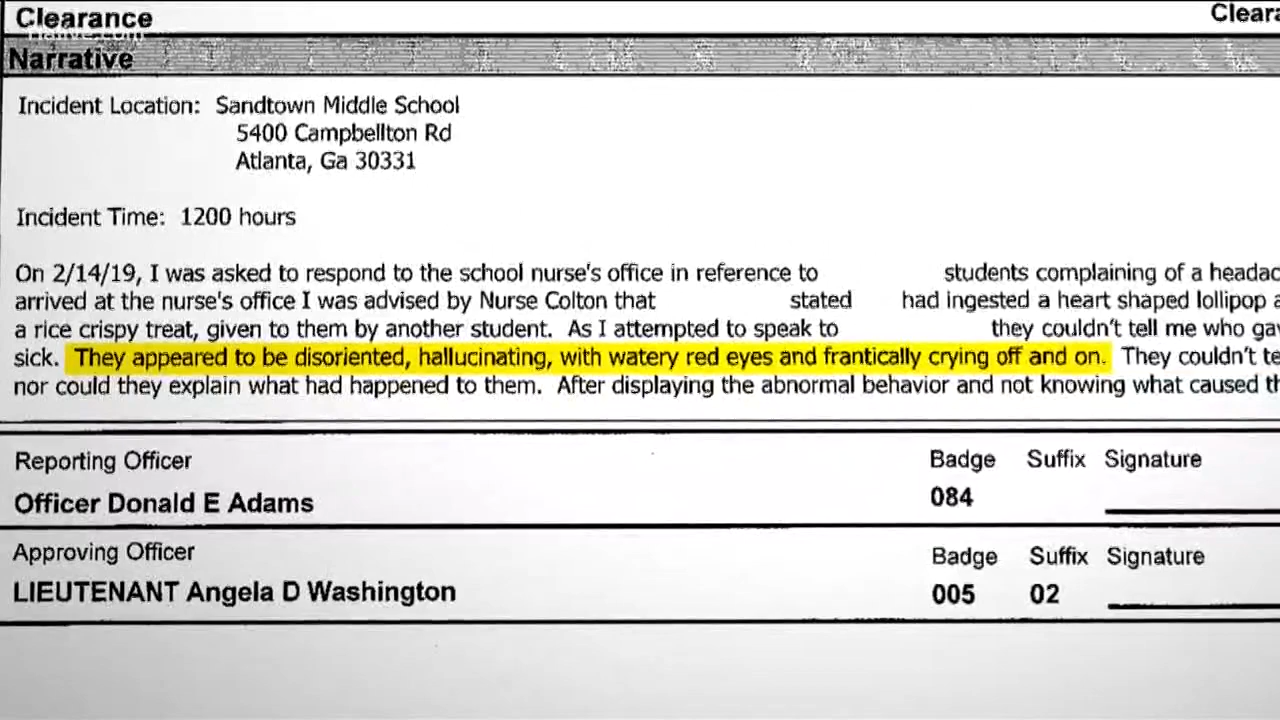 Clearance
Narrative
Incident Location: Sandtown Middle School
5400 Campbellton Rd
Atlanta, Ga 30331
Incident Time: 1200 hours
On 2/14/19, I was asked to respond to the school nurse's office in reference to students complaining of a
arrived at the nurse's office I was advised by Nurse Colton that stated had ingested a heart shaped lollipop
a rice crispy treat, given to them by another student. As I attempted to speak to they couldn't tell me who
sick. They appeared to be disoriented, hallucinating, with watery red eyes and frantically crying off and on. They couldn't
nor could they explain what had happened to them. After displaying the abnormal behavior and not knowing what caused
Reporting Officer Badge Suffix Signature
Officer Donald E Adams 084
Approving Officer Badge Suffix Signature
LIEUTENANT Angela D Washington 005 02